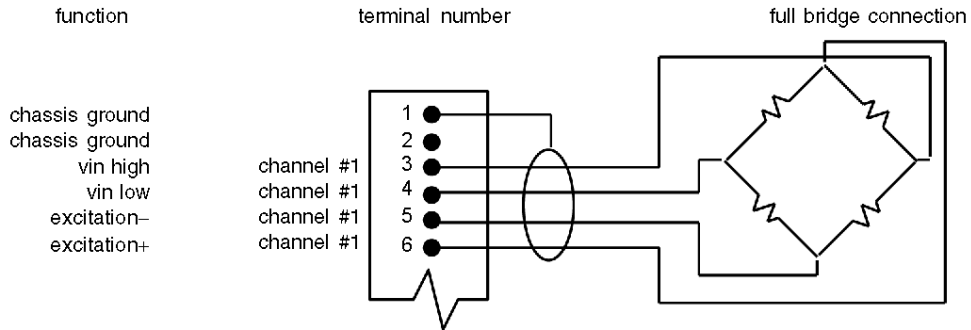 function terminal number full bridge connection
chassis ground 1
chassis ground 2
vin high channel #1 3
vin low channel #1 4
excitation− channel #1 5
excitation+ channel #1 6